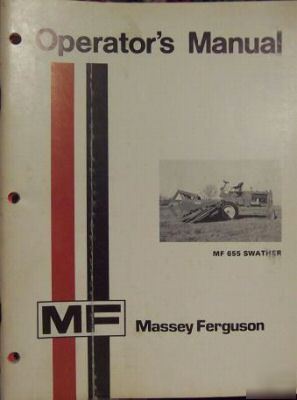 Operator's Manual
MF 655 SWATHER
MF
Massey Ferguson